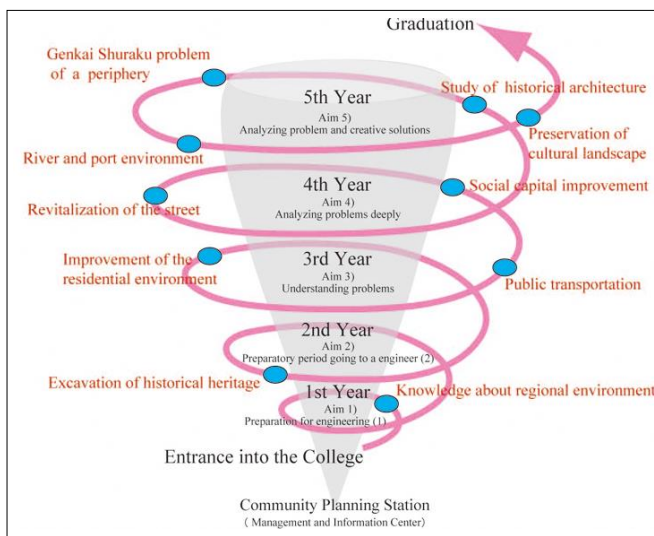 Graduation
Genkai Shuraku problem
of a periphery
Study of historical architecture
5th Year
Aim 5)
Analyzing problem and creative solutions
Preservation of
cultural landscape
River and port environment
4th Year
Aim 4)
Analyzing problems deeply
Social capital improvement
Revitalization of the street
Improvement of the
residential environment
3rd Year
Aim 3)
Understanding problems
Public transportation
2nd Year
Aim 2)
Preparatory period going to a engineer (2)
Excavation of historical heritage
1st Year
Aim 1)
Preparation for engineering (1)
Knowledge about regional environment
Entrance into the College
Community Planning Station
( Management and Information Center)